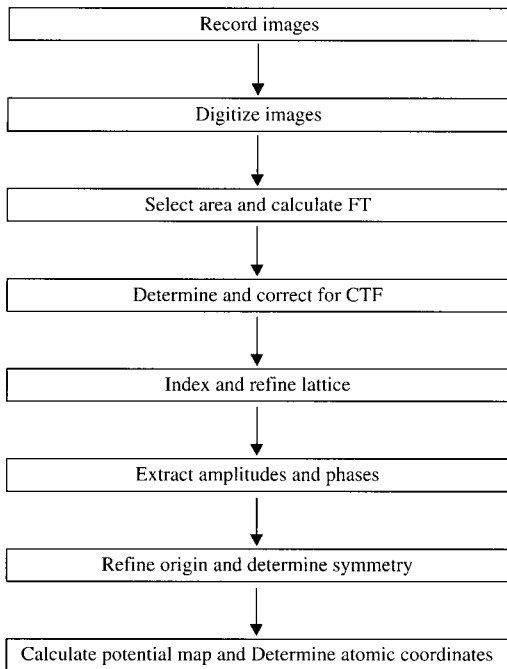 Record images
Digitize images
Select area and calculate FT
Determine and correct for CTF
Index and refine lattice
Extract amplitudes and phases
Refine origin and determine symmetry
Calculate potential map and Determine atomic coordinates